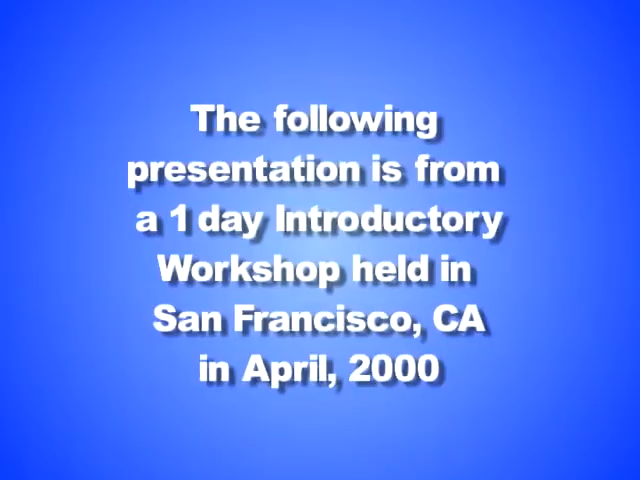 The following
presentation is from
a 1 day Introductory
Workshop held in
San Francisco, CA
in April, 2000